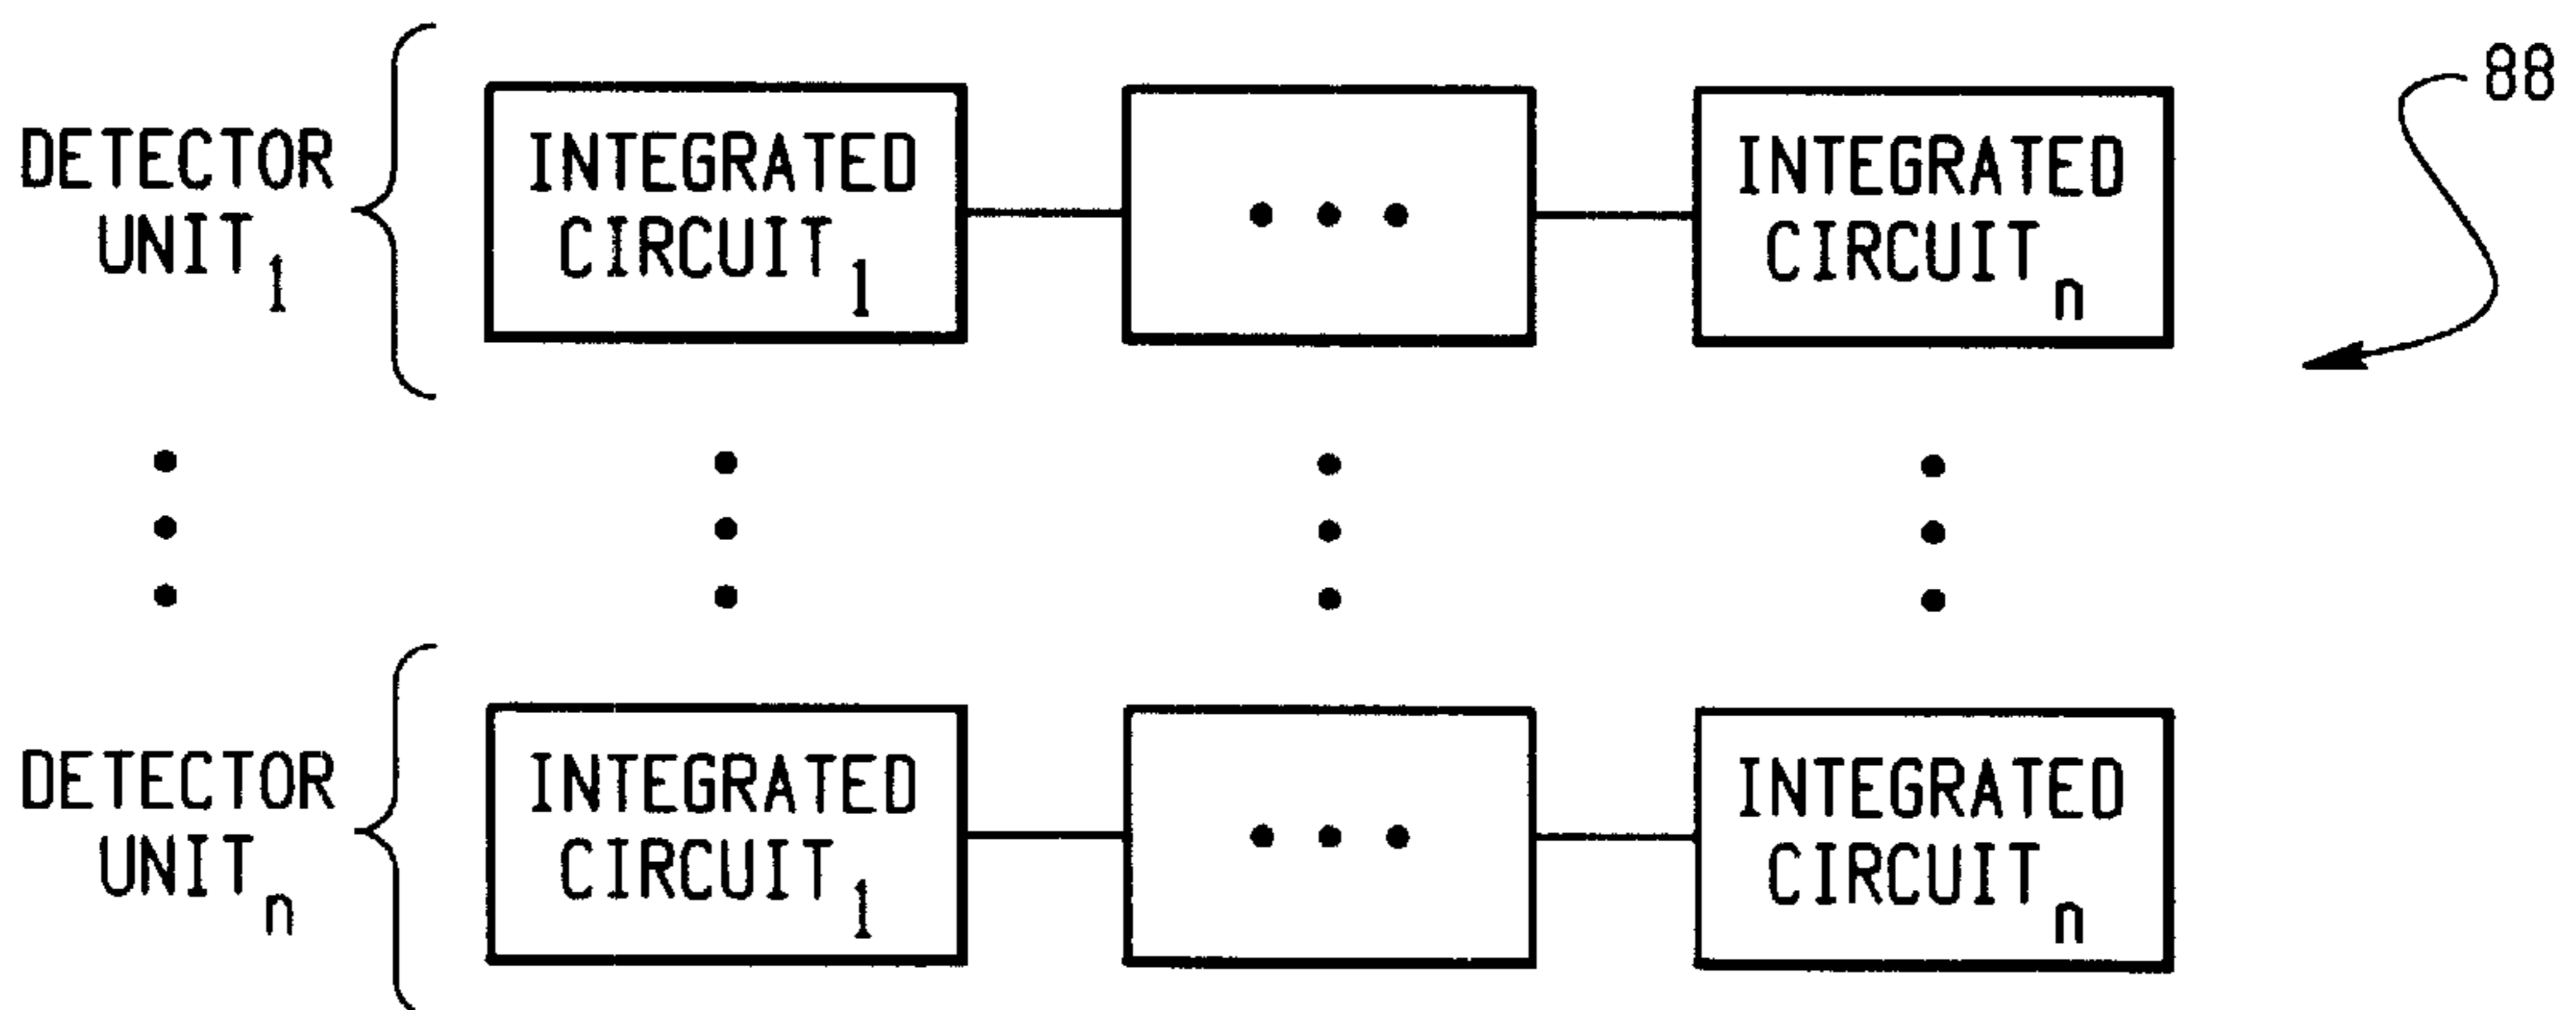 88
DETECTOR
UNIT1
INTEGRATED
CIRCUIT1
• • •
INTEGRATED
CIRCUITn
DETECTOR
UNITn
INTEGRATED
CIRCUIT1
• • •
INTEGRATED
CIRCUITn